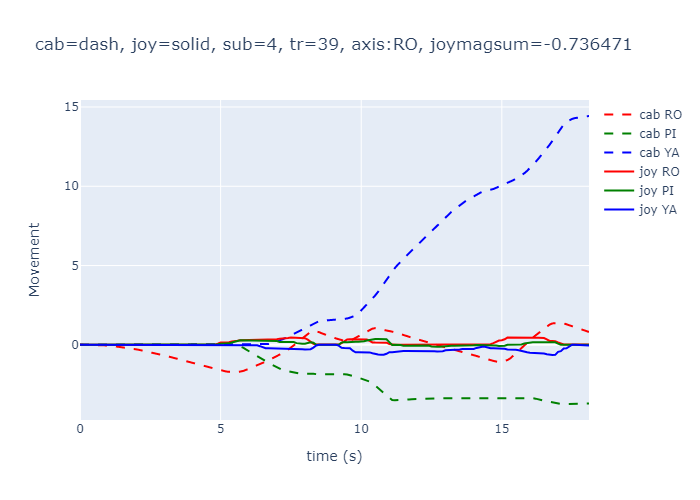 cab=dash, joy=solid, sub=4, tr=39, axis:RO, joymagsum=-0.736471
15
10
5
0
Movement
0
5
10
15
time (s)
cab RO
cab PI
cab YA
joy RO
joy PI
joy YA